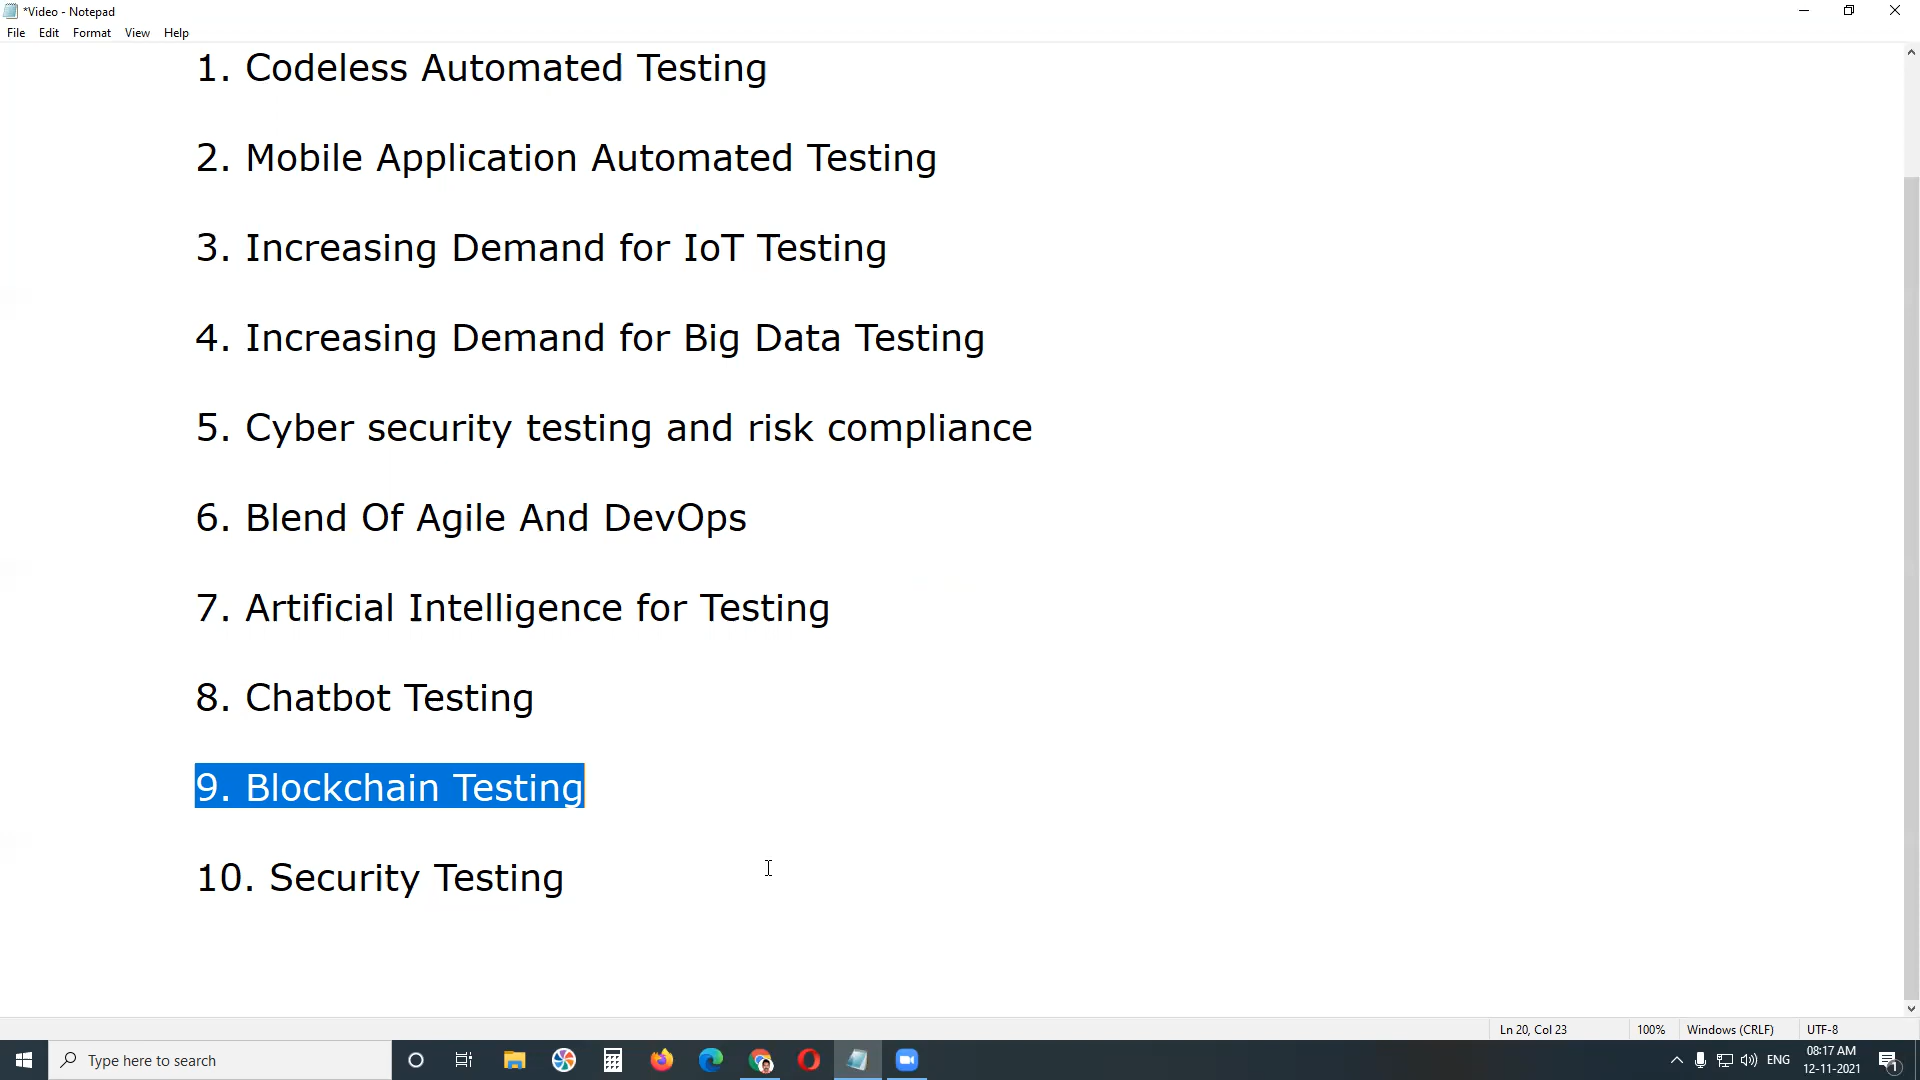 *Video - Notepad
File Edit Format View Help
1. Codeless Automated Testing
2. Mobile Application Automated Testing
3. Increasing Demand for IoT Testing
4. Increasing Demand for Big Data Testing
5. Cyber security testing and risk compliance
6. Blend Of Agile And DevOps
7. Artificial Intelligence for Testing
8. Chatbot Testing
9. Blockchain Testing
10. Security Testing
Ln 20, Col 23 100% Windows (CRLF) UTF-8
Type here to search ENG 08:17 AM
12-11-2021 1